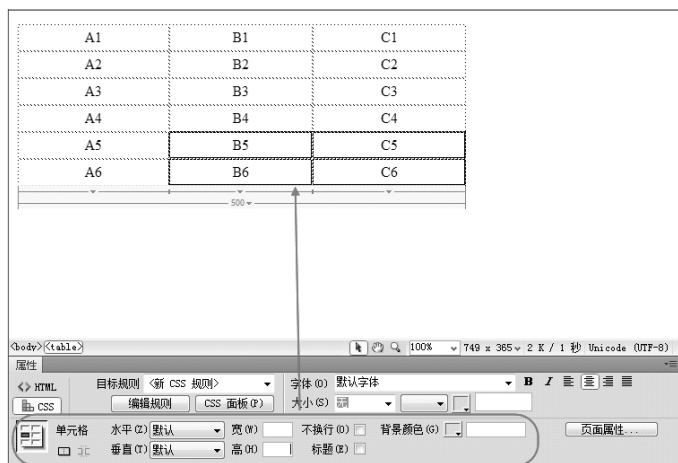 A1 B1 C1
A2 B2 C2
A3 B3 C3
A4 B4 C4
A5 B5 C5
A6 B6 C6
500
<body> <table> 100% 749 x 365 2 K / 1 秒 Unicode (UTF-8)
属性
<> HTML 目标规则 <新 CSS 规则> 字体(O) 默认字体 B I
CSS 编辑规则 CSS 面板(P) 大小(S) 无
单元格 水平(Z) 默认 宽(W) 不换行(O) 背景颜色(G) 页面属性...
垂直(T) 默认 高(H) 标题(E)